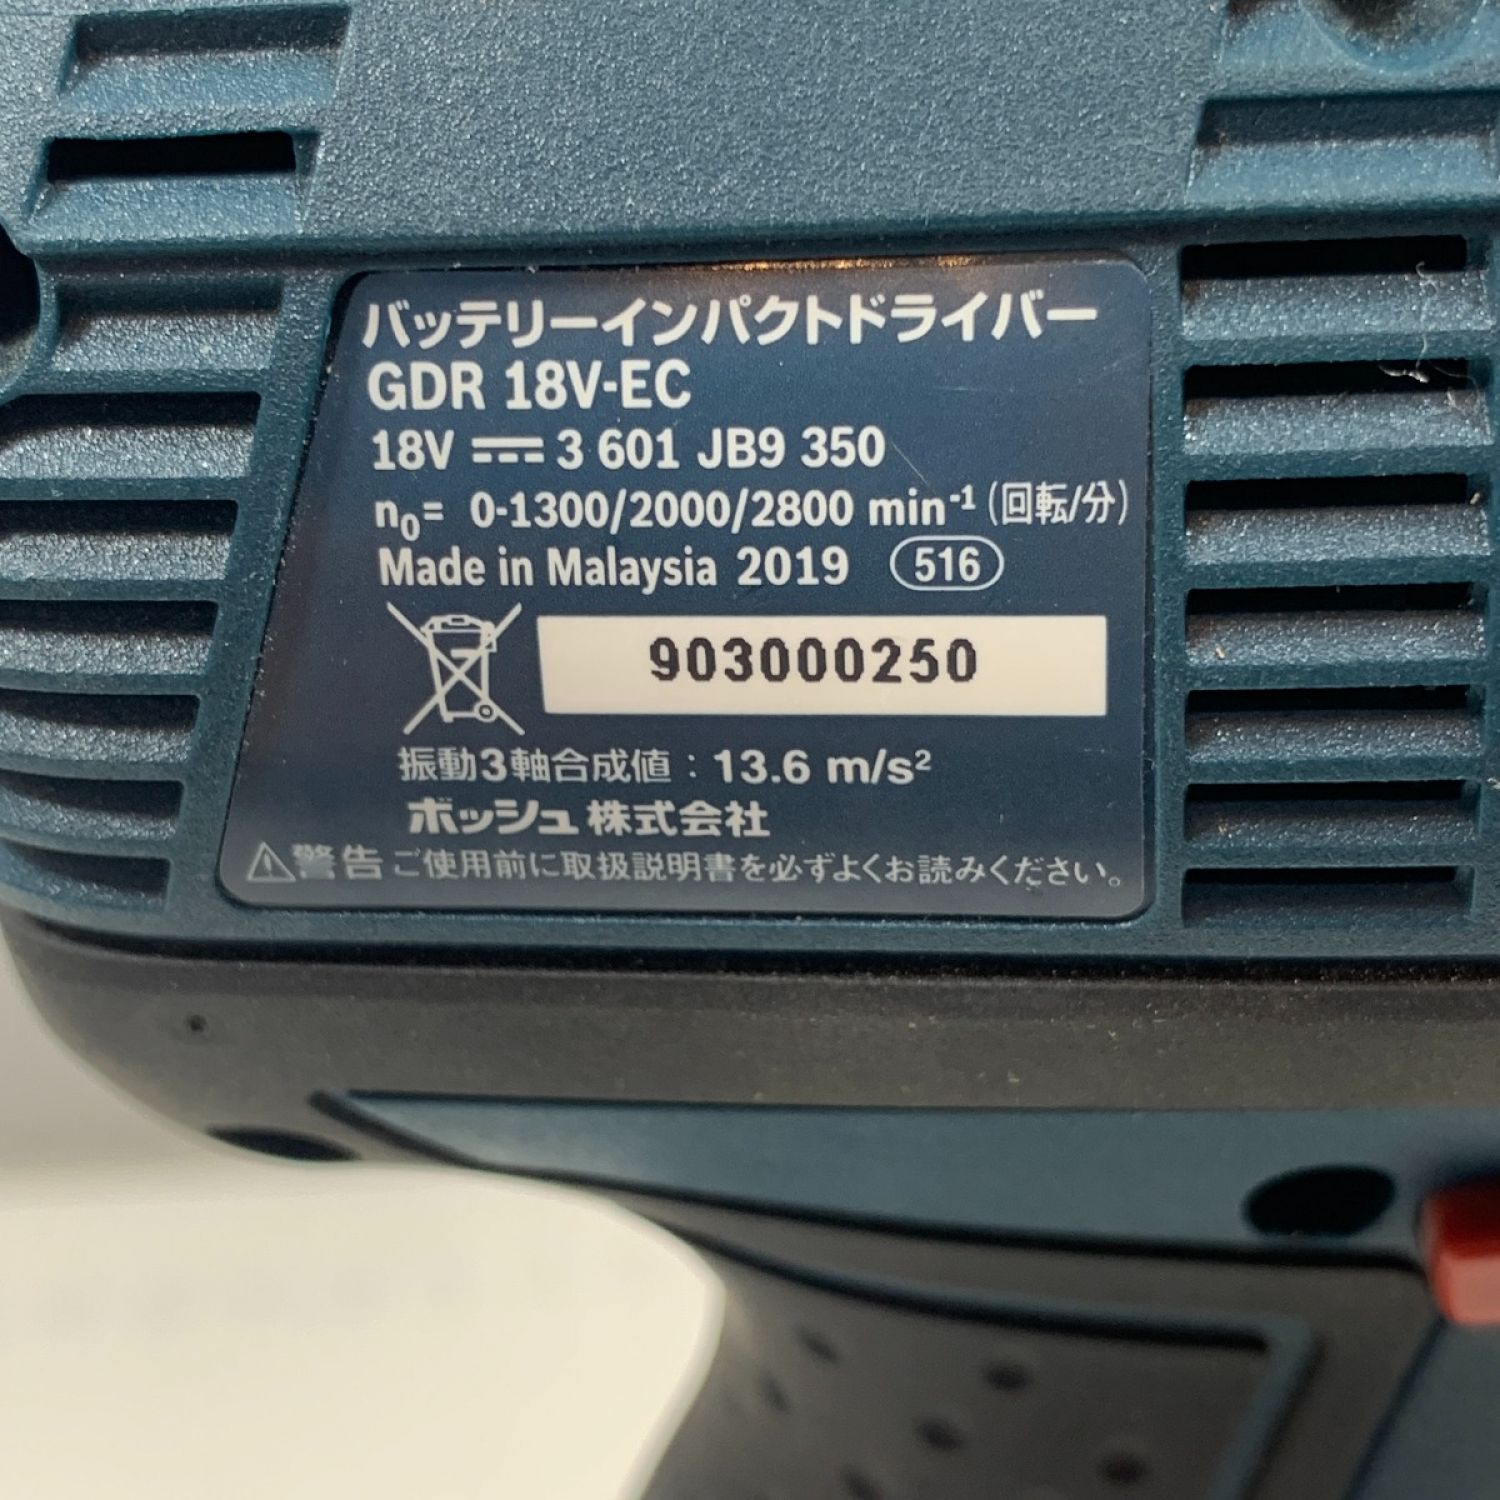 バッテリーインパクトドライバー
GDR 18V-EC
18V ⎓ 3 601 JB9 350
n₀= 0-1300/2000/2800 min⁻¹ (回転/分)
Made in Malaysia 2019 516
903000250
振動3軸合成値：13.6 m/s²
ボッシュ株式会社
⚠警告 ご使用前に取扱説明書を必ずよくお読みください。